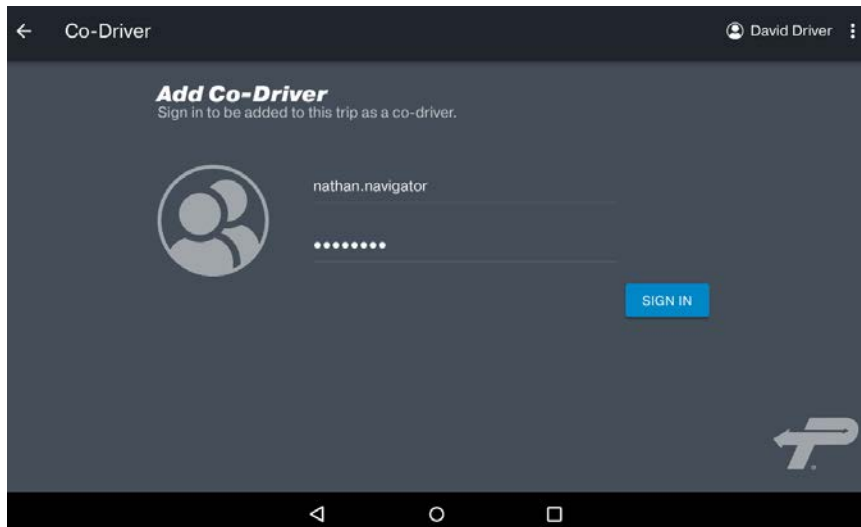 Co-Driver
David Driver
Add Co-Driver
Sign in to be added to this trip as a co-driver.
nathan.navigator
••••••••
SIGN IN